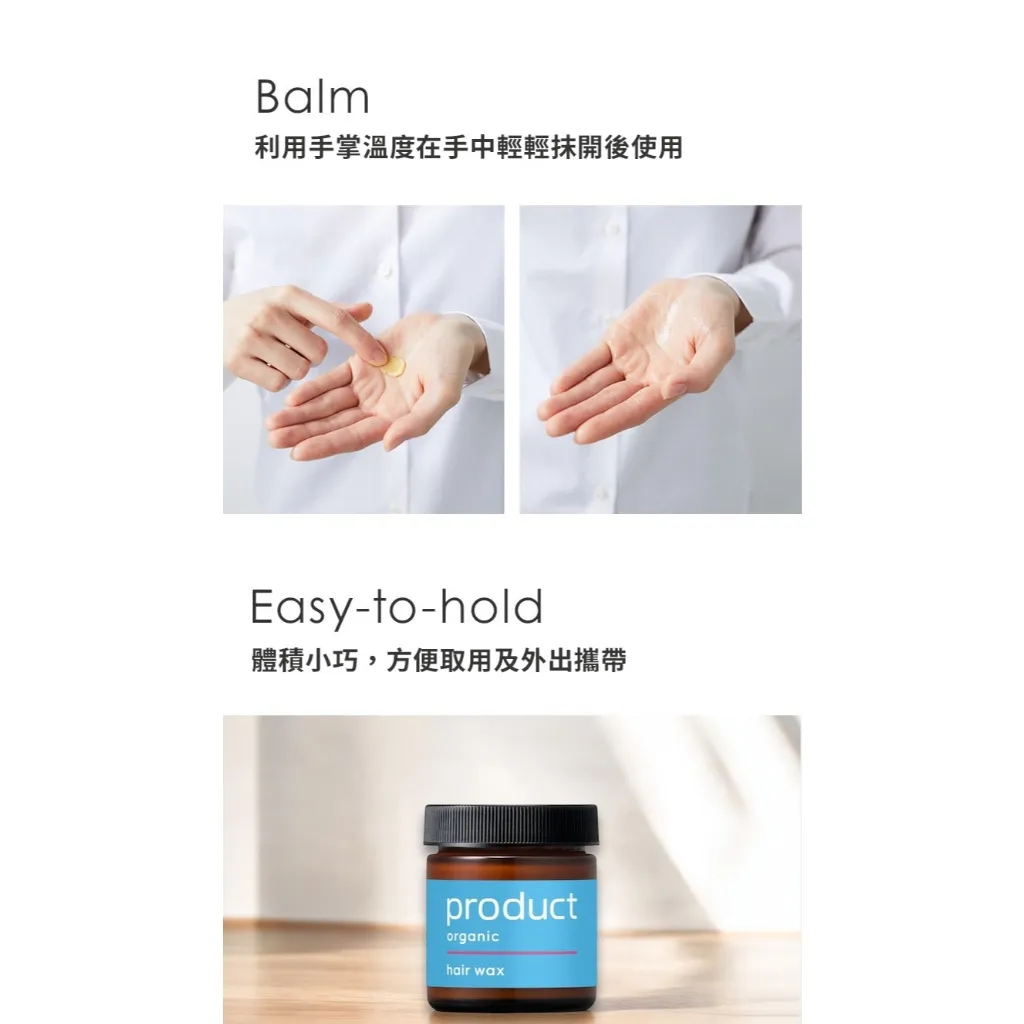 Balm
利用手掌溫度在手中輕輕抹開後使用
Easy-to-hold
體積小巧，方便取用及外出攜帶
product
organic
hair wax